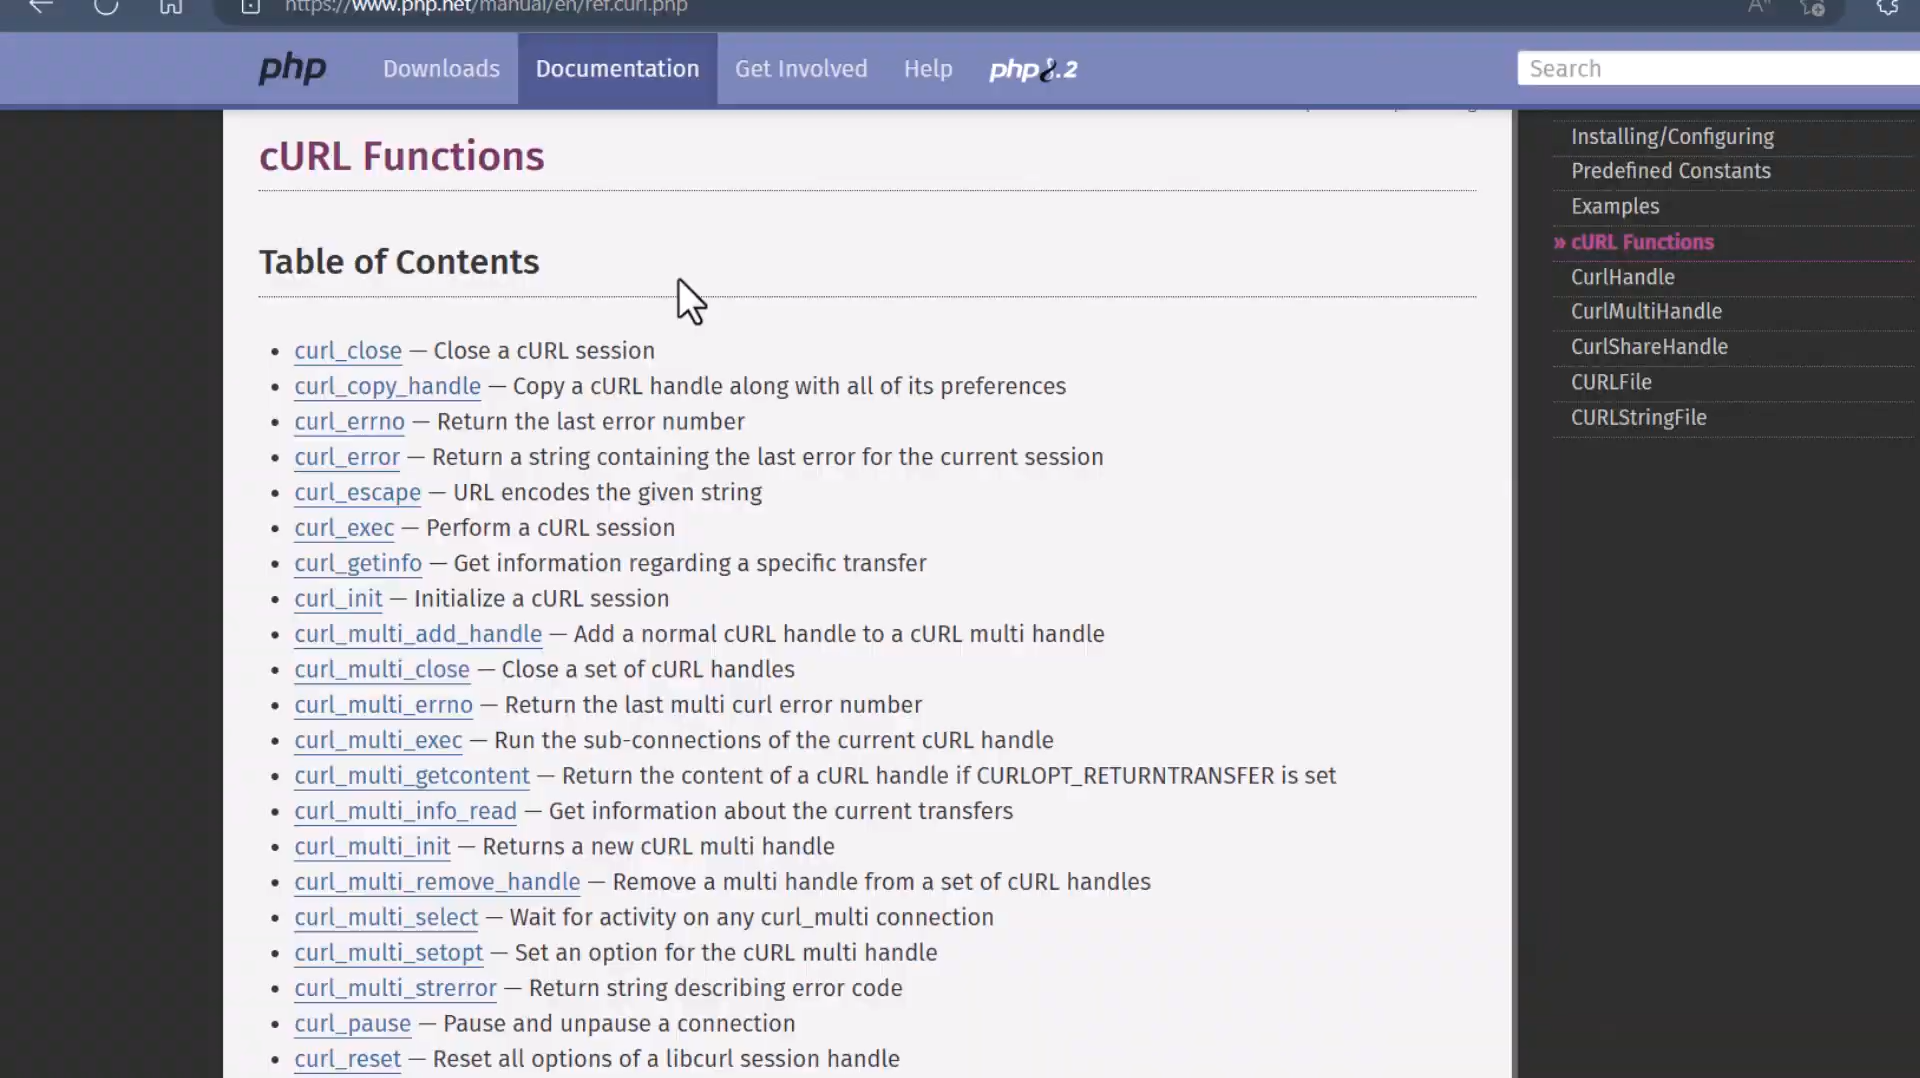 https://www.php.net/manual/en/ref.curl.php
php
Downloads
Documentation
Get Involved
Help
php8.2
Search
cURL Functions
Table of Contents
• curl_close — Close a cURL session
• curl_copy_handle — Copy a cURL handle along with all of its preferences
• curl_errno — Return the last error number
• curl_error — Return a string containing the last error for the current session
• curl_escape — URL encodes the given string
• curl_exec — Perform a cURL session
• curl_getinfo — Get information regarding a specific transfer
• curl_init — Initialize a cURL session
• curl_multi_add_handle — Add a normal cURL handle to a cURL multi handle
• curl_multi_close — Close a set of cURL handles
• curl_multi_errno — Return the last multi curl error number
• curl_multi_exec — Run the sub-connections of the current cURL handle
• curl_multi_getcontent — Return the content of a cURL handle if CURLOPT_RETURNTRANSFER is set
• curl_multi_info_read — Get information about the current transfers
• curl_multi_init — Returns a new cURL multi handle
• curl_multi_remove_handle — Remove a multi handle from a set of cURL handles
• curl_multi_select — Wait for activity on any curl_multi connection
• curl_multi_setopt — Set an option for the cURL multi handle
• curl_multi_strerror — Return string describing error code
• curl_pause — Pause and unpause a connection
• curl_reset — Reset all options of a libcurl session handle
Installing/Configuring
Predefined Constants
Examples
» cURL Functions
CurlHandle
CurlMultiHandle
CurlShareHandle
CURLFile
CURLStringFile